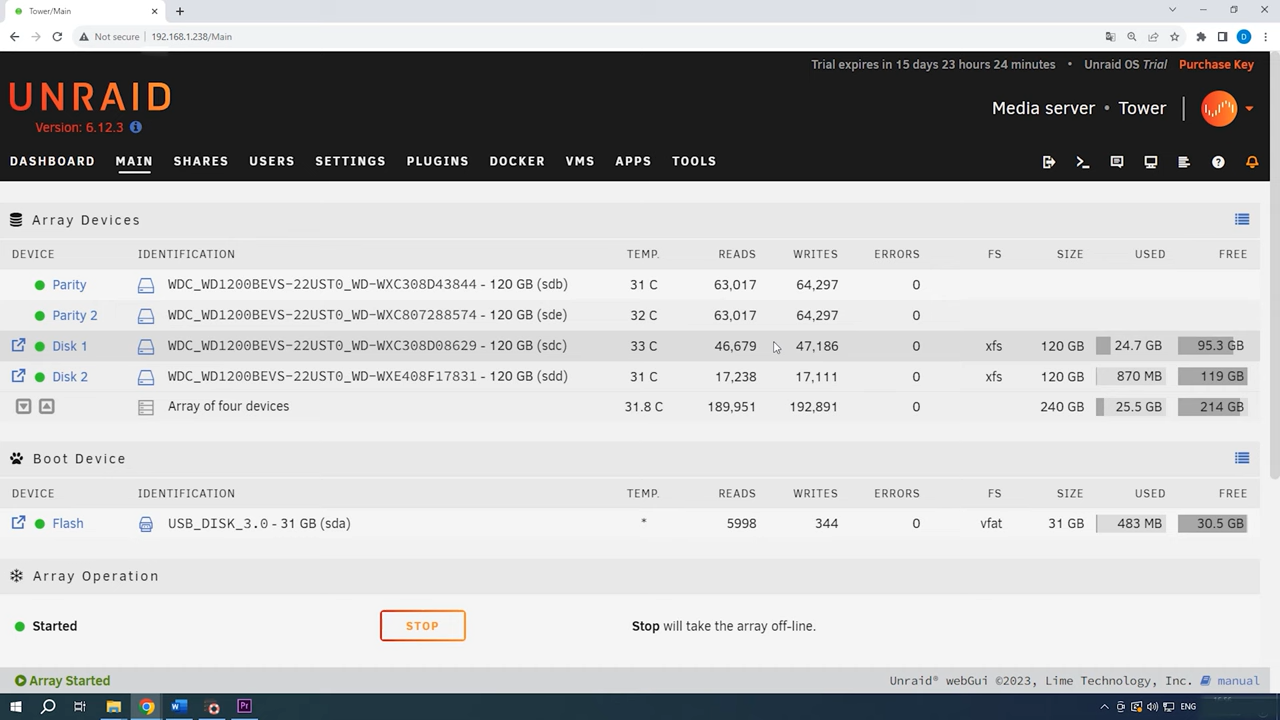 Tower/Main
Not secure 192.168.1.238/Main
Trial expires in 15 days 23 hours 24 minutes • Unraid OS Trial Purchase Key
UNRAID
Version: 6.12.3
Media server • Tower
DASHBOARD MAIN SHARES USERS SETTINGS PLUGINS DOCKER VMS APPS TOOLS
Array Devices
DEVICE IDENTIFICATION TEMP. READS WRITES ERRORS FS SIZE USED FREE
Parity WDC_WD1200BEVS-22UST0_WD-WXC308D43844 - 120 GB (sdb) 31 C 63,017 64,297 0
Parity 2 WDC_WD1200BEVS-22UST0_WD-WXC807288574 - 120 GB (sde) 32 C 63,017 64,297 0
Disk 1 WDC_WD1200BEVS-22UST0_WD-WXC308D08629 - 120 GB (sdc) 33 C 46,679 47,186 0 xfs 120 GB 24.7 GB 95.3 GB
Disk 2 WDC_WD1200BEVS-22UST0_WD-WXE408F17831 - 120 GB (sdd) 31 C 17,238 17,111 0 xfs 120 GB 870 MB 119 GB
Array of four devices 31.8 C 189,951 192,891 0 240 GB 25.5 GB 214 GB
Boot Device
DEVICE IDENTIFICATION TEMP. READS WRITES ERRORS FS SIZE USED FREE
Flash USB_DISK_3.0 - 31 GB (sda) * 5998 344 0 vfat 31 GB 483 MB 30.5 GB
Array Operation
Started STOP Stop will take the array off-line.
Array Started Unraid® webGui ©2023, Lime Technology, Inc. manual
ENG